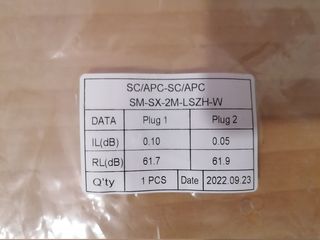 SC/APC-SC/APC
SM-SX-2M-LSZH-W
DATA Plug 1 Plug 2
IL(dB) 0.10 0.05
RL(dB) 61.7 61.9
Q'ty 1 PCS Date 2022.09.23